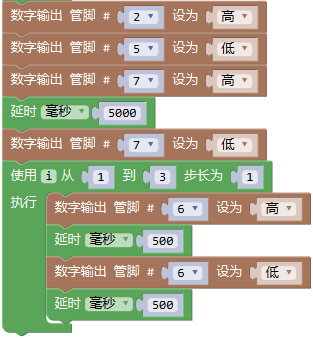 数字输出 管脚 # 2 设为 高
数字输出 管脚 # 5 设为 低
数字输出 管脚 # 7 设为 高
延时 毫秒 5000
数字输出 管脚 # 7 设为 低
使用 i 从 1 到 3 步长为 1
执行
数字输出 管脚 # 6 设为 高
延时 毫秒 500
数字输出 管脚 # 6 设为 低
延时 毫秒 500